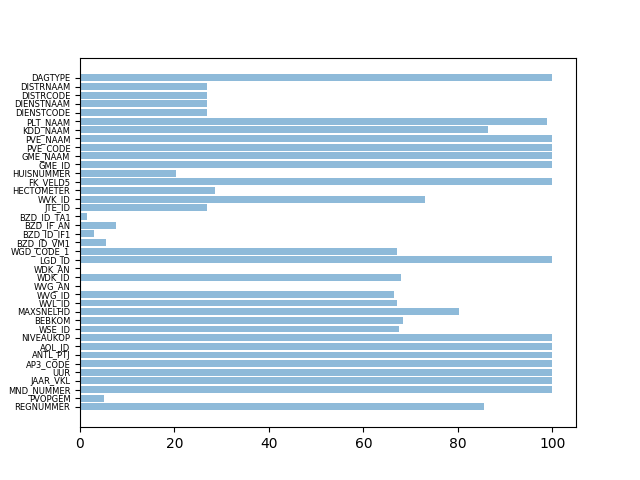 DAGTYPE
DISTRNAAM
DISTRCODE
DIENSTNAAM
DIENSTCODE
PLT_NAAM
KDD_NAAM
PVE_NAAM
PVE_CODE
GME_NAAM
GME_ID
HUISNUMMER
FK_VELD5
HECTOMETER
WVK_ID
JTE_ID
BZD_ID_TA1
BZD_IF_AN
BZD_ID_IF1
BZD_ID_VM1
WGD_CODE_1
LGD_ID
WDK_AN
WDK_ID
WVG_AN
WVG_ID
WVL_ID
MAXSNELHD
BEBKOM
WSE_ID
NIVEAUKOP
AOL_ID
ANTL_PTJ
AP3_CODE
UUR
JAAR_VKL
MND_NUMMER
PVOPGEM
REGNUMMER
0 20 40 60 80 100